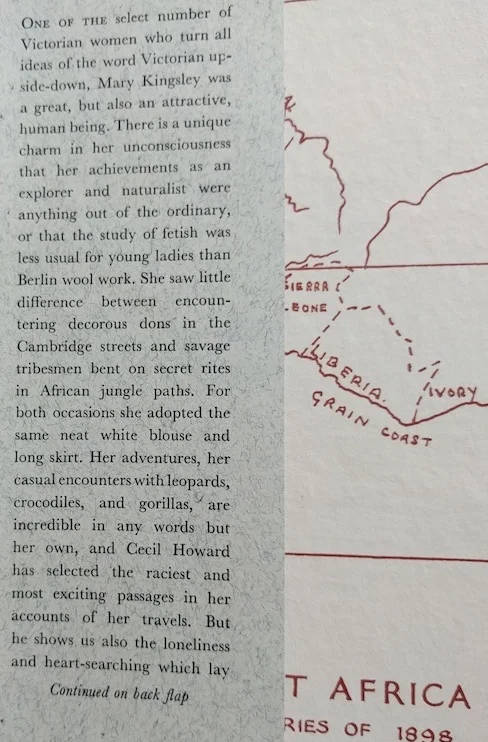 ONE OF THE select number of
Victorian women who turn all
ideas of the word Victorian up-
side-down, Mary Kingsley was
a great, but also an attractive,
human being. There is a unique
charm in her unconsciousness
that her achievements as an
explorer and naturalist were
anything out of the ordinary,
or that the study of fetish was
less usual for young ladies than
Berlin wool work. She saw little
difference between encoun-
tering decorous dons in the
Cambridge streets and savage
tribesmen bent on secret rites
in African jungle paths. For
both occasions she adopted the
same neat white blouse and
long skirt. Her adventures, her
casual encounters with leopards,
crocodiles, and gorillas, are
incredible in any words but
her own, and Cecil Howard
has selected the raciest and
most exciting passages in her
accounts of her travels. But
he shows us also the loneliness
and heart-searching which lay
Continued on back flap
SIERRA
LEONE
LIBERIA.
IVORY
GRAIN COAST
T AFRICA
RIES OF 1898